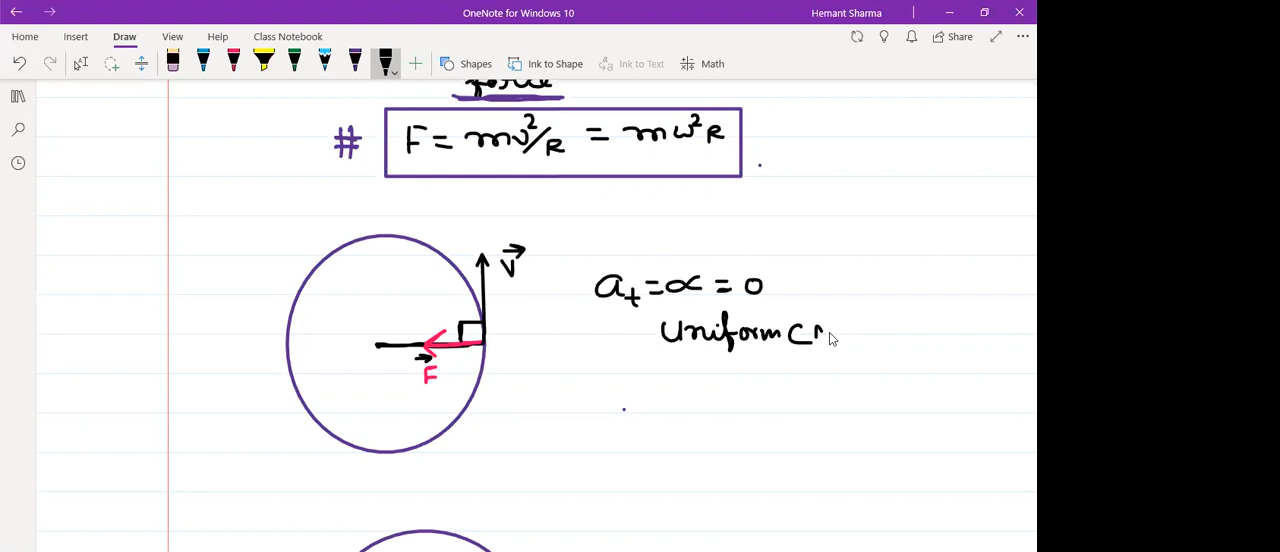 OneNote for Windows 10
Hemant Sharma
Home Insert Draw View Help Class Notebook
Share
Shapes Ink to Shape Ink to Text Math
force
# F = mv²/R = mω²R
V
a_t = α = 0
Uniform C
F